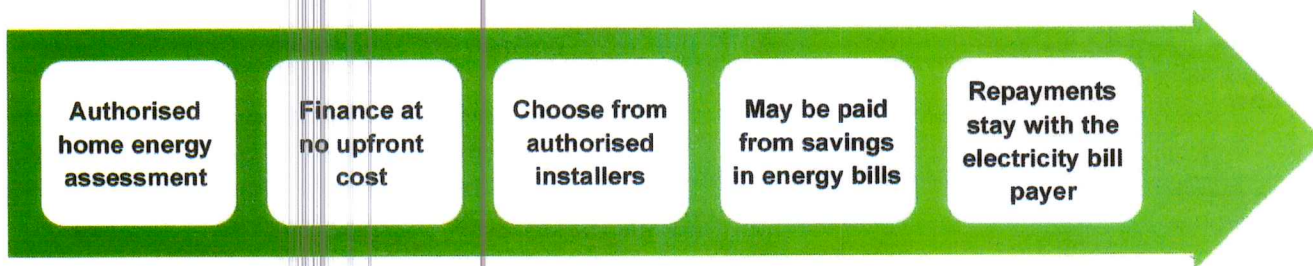 Authorised
home energy
assessment
Finance at
no upfront
cost
Choose from
authorised
installers
May be paid
from savings
in energy bills
Repayments
stay with the
electricity bill
payer